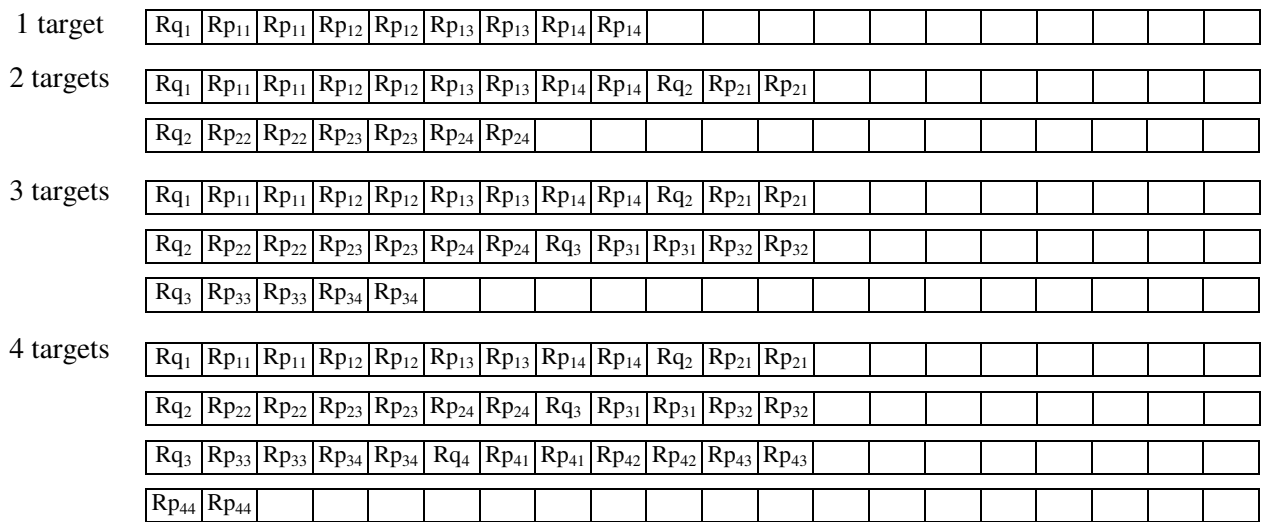 1 target Rq₁ Rp₁₁ Rp₁₁ Rp₁₂ Rp₁₂ Rp₁₃ Rp₁₃ Rp₁₄ Rp₁₄
2 targets Rq₁ Rp₁₁ Rp₁₁ Rp₁₂ Rp₁₂ Rp₁₃ Rp₁₃ Rp₁₄ Rp₁₄ Rq₂ Rp₂₁ Rp₂₁
Rq₂ Rp₂₂ Rp₂₂ Rp₂₃ Rp₂₃ Rp₂₄ Rp₂₄
3 targets Rq₁ Rp₁₁ Rp₁₁ Rp₁₂ Rp₁₂ Rp₁₃ Rp₁₃ Rp₁₄ Rp₁₄ Rq₂ Rp₂₁ Rp₂₁
Rq₂ Rp₂₂ Rp₂₂ Rp₂₃ Rp₂₃ Rp₂₄ Rp₂₄ Rq₃ Rp₃₁ Rp₃₁ Rp₃₂ Rp₃₂
Rq₃ Rp₃₃ Rp₃₃ Rp₃₄ Rp₃₄
4 targets Rq₁ Rp₁₁ Rp₁₁ Rp₁₂ Rp₁₂ Rp₁₃ Rp₁₃ Rp₁₄ Rp₁₄ Rq₂ Rp₂₁ Rp₂₁
Rq₂ Rp₂₂ Rp₂₂ Rp₂₃ Rp₂₃ Rp₂₄ Rp₂₄ Rq₃ Rp₃₁ Rp₃₁ Rp₃₂ Rp₃₂
Rq₃ Rp₃₃ Rp₃₃ Rp₃₄ Rp₃₄ Rq₄ Rp₄₁ Rp₄₁ Rp₄₂ Rp₄₂ Rp₄₃ Rp₄₃
Rp₄₄ Rp₄₄